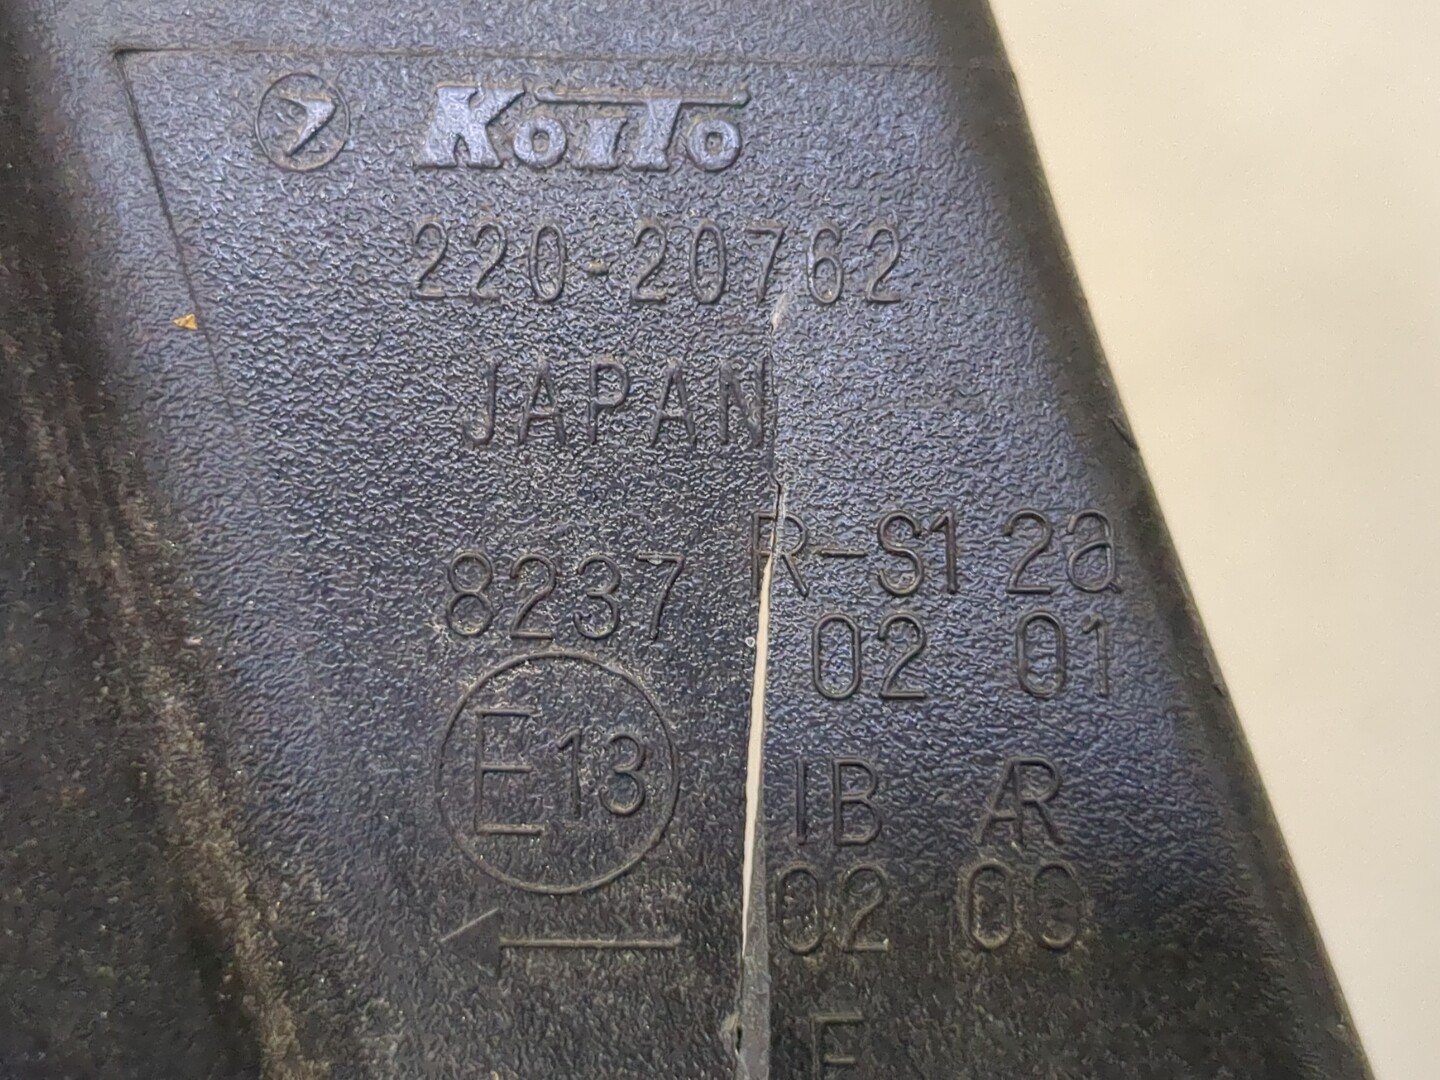 KOITO
220-20762
JAPAN
R-S1 2a
8237
02 01
E13
IB AR
02 00
E